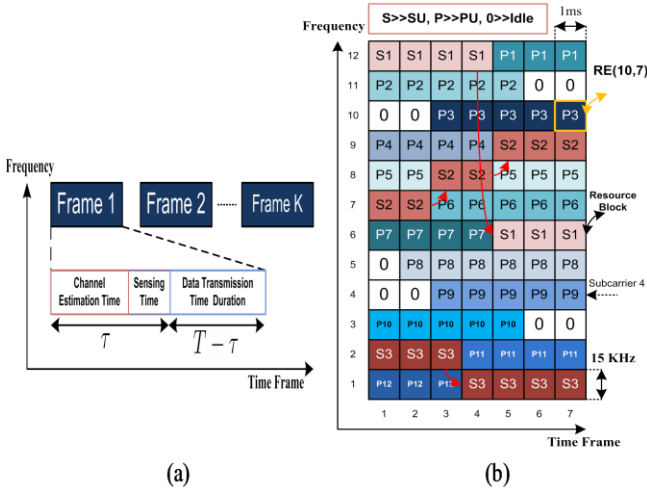 Frequency
Frame 1
Frame 2
Frame K
Channel
Estimation Time
Sensing
Time
Data Transmission
Time Duration
τ
T − τ
Time Frame
(a)
S>>SU, P>>PU, 0>>Idle
Frequency
1ms
12 S1 S1 S1 S1 P1 P1 P1
11 P2 P2 P2 P2 P2 0 0
RE(10,7)
10 0 0 P3 P3 P3 P3 P3
9 P4 P4 P4 P4 S2 S2 S2
8 P5 P5 S2 S2 P5 P5 P5
7 S2 S2 P6 P6 P6 P6 P6
Resource
Block
6 P7 P7 P7 P7 S1 S1 S1
5 0 P8 P8 P8 P8 P8 P8
4 0 0 P9 P9 P9 P9 P9
Subcarrier 4
3 P10 P10 P10 P10 P10 0 0
2 S3 S3 S3 P11 P11 P11 P11
15 KHz
1 P12 P12 P12 S3 S3 S3 S3
1 2 3 4 5 6 7
Time Frame
(b)